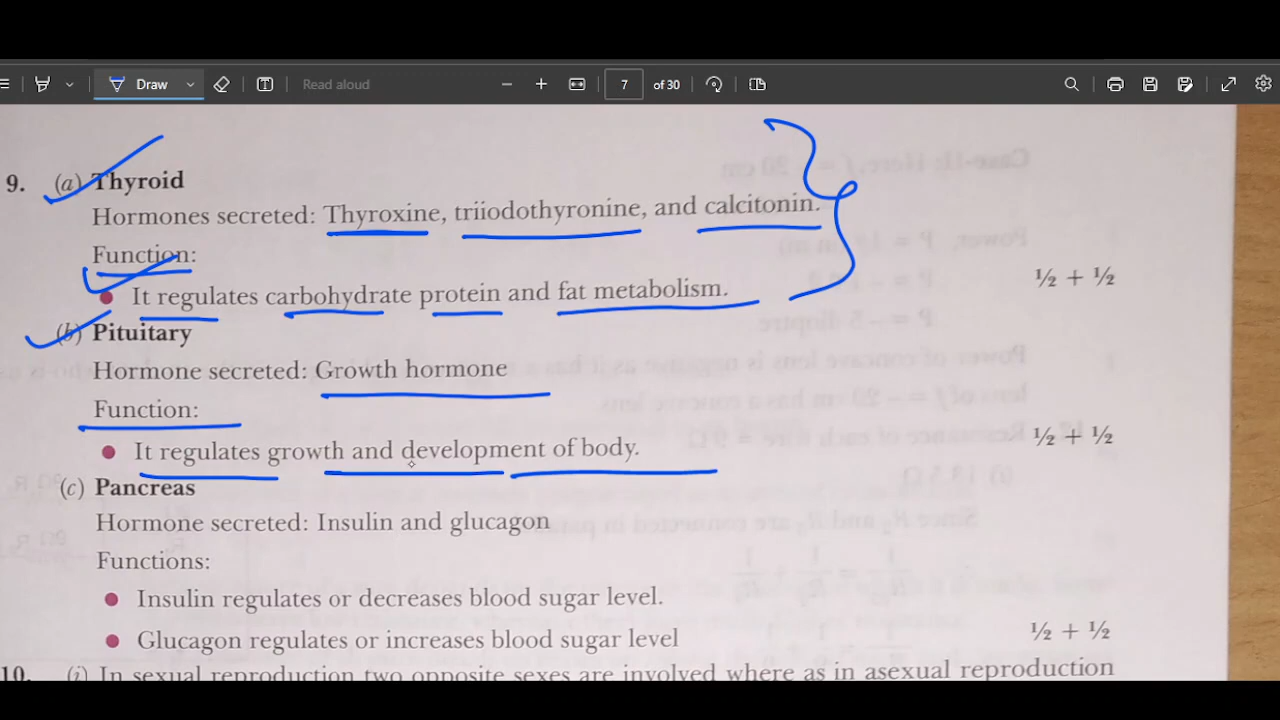 Draw
Read aloud
7 of 30
9. (a) Thyroid
Hormones secreted: Thyroxine, triiodothyronine, and calcitonin.
Function:
It regulates carbohydrate protein and fat metabolism.
½ + ½
(b) Pituitary
Hormone secreted: Growth hormone
Function:
It regulates growth and development of body.
½ + ½
(c) Pancreas
Hormone secreted: Insulin and glucagon
Functions:
Insulin regulates or decreases blood sugar level.
Glucagon regulates or increases blood sugar level
½ + ½
10. (i) In sexual reproduction two opposite sexes are involved where as in asexual reproduction